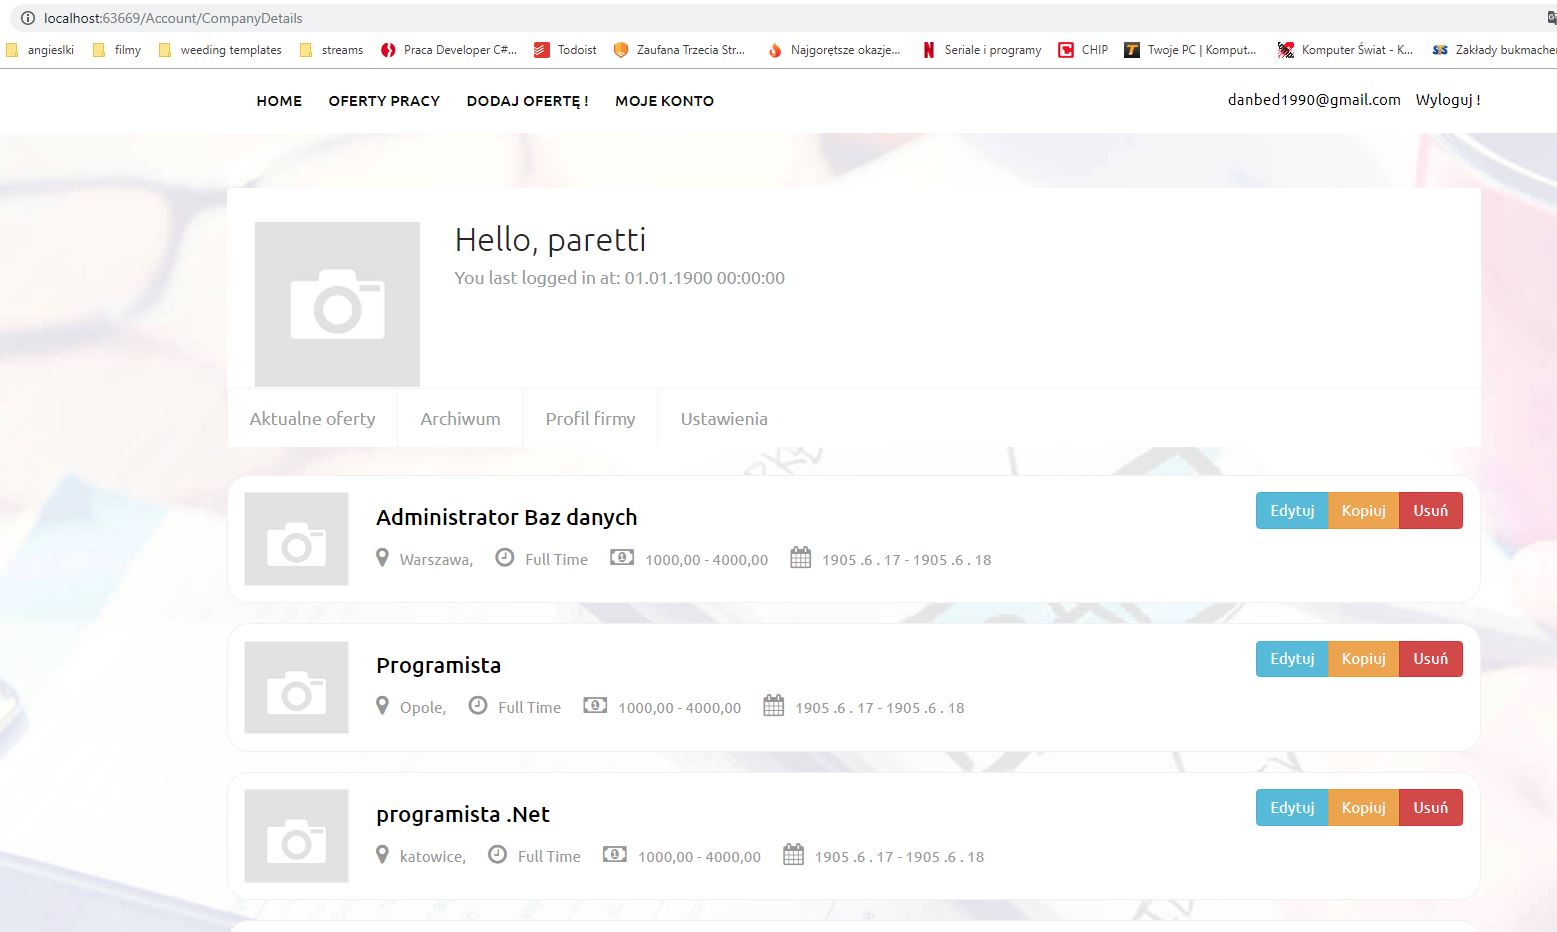 localhost:63669/Account/CompanyDetails
angieslki filmy weeding templates streams Praca Developer C#... Todoist Zaufana Trzecia Str... Najgorętsze okazje... Seriale i programy CHIP Twoje PC | Komput... Komputer Świat - K... Zakłady bukmacher
HOME OFERTY PRACY DODAJ OFERTĘ ! MOJE KONTO danbed1990@gmail.com Wyloguj !
Hello, paretti
You last logged in at: 01.01.1900 00:00:00
Aktualne oferty Archiwum Profil firmy Ustawienia
Administrator Baz danych Edytuj Kopiuj Usuń
Warszawa, Full Time 1000,00 - 4000,00 1905 .6 . 17 - 1905 .6 . 18
Programista Edytuj Kopiuj Usuń
Opole, Full Time 1000,00 - 4000,00 1905 .6 . 17 - 1905 .6 . 18
programista .Net Edytuj Kopiuj Usuń
katowice, Full Time 1000,00 - 4000,00 1905 .6 . 17 - 1905 .6 . 18